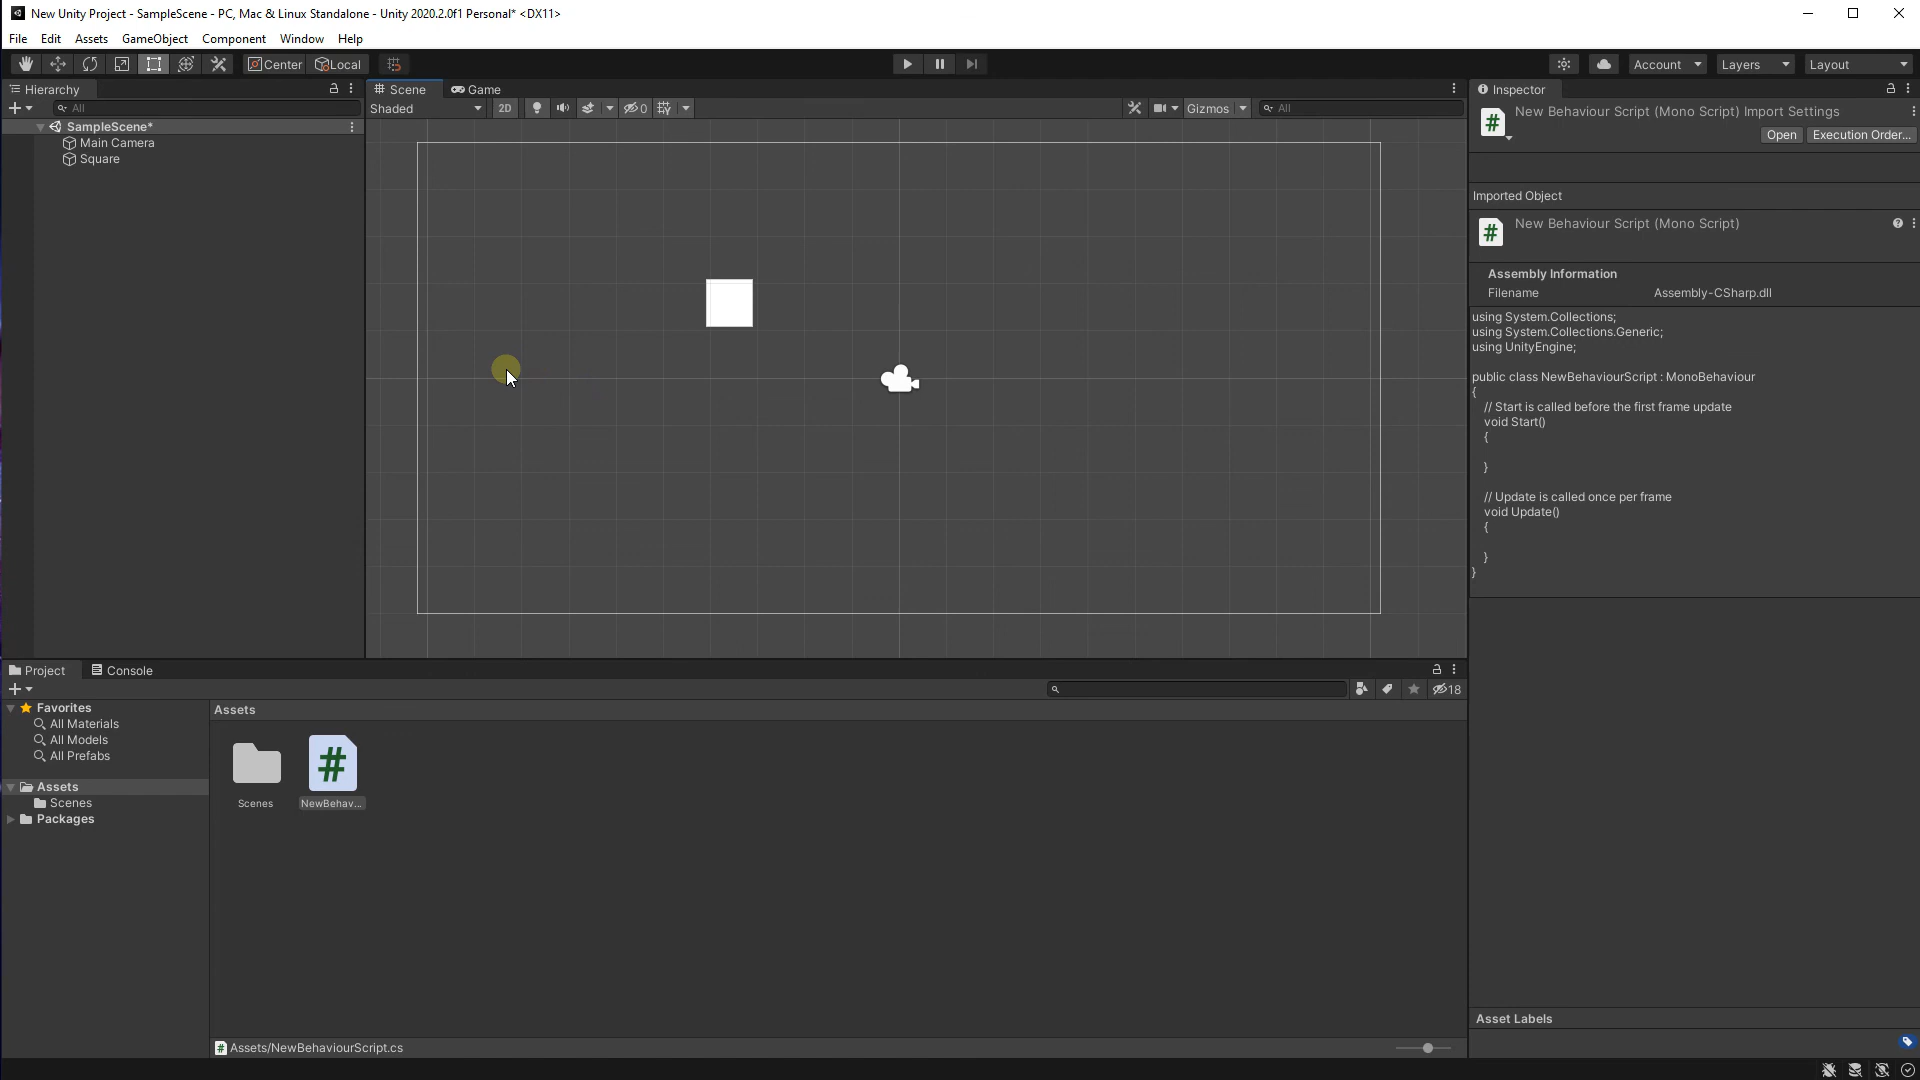 New Unity Project - SampleScene - PC, Mac & Linux Standalone - Unity 2020.2.0f1 Personal* <DX11>
File Edit Assets GameObject Component Window Help
Center Local Account Layers Layout
Hierarchy
All
SampleScene*
Main Camera
Square
Scene Game
Shaded 2D 0 Gizmos All
Inspector
New Behaviour Script (Mono Script) Import Settings
Open Execution Order...
Imported Object
New Behaviour Script (Mono Script)
Assembly Information
Filename Assembly-CSharp.dll
using System.Collections;
using System.Collections.Generic;
using UnityEngine;
public class NewBehaviourScript : MonoBehaviour
{
// Start is called before the first frame update
void Start()
{
}
// Update is called once per frame
void Update()
{
}
}
Project Console
18
Favorites
All Materials
All Models
All Prefabs
Assets
Scenes
Packages
Assets
Scenes NewBehav...
Assets/NewBehaviourScript.cs
Asset Labels